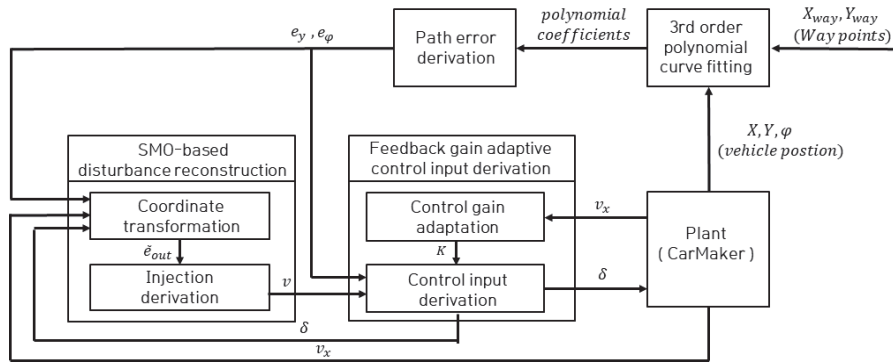 e_y , e_φ
polynomial
coefficients
X_way, Y_way
(Way points)
Path error
derivation
3rd order
polynomial
curve fitting
X, Y, φ
(vehicle postion)
SMO-based
disturbance reconstruction
Feedback gain adaptive
control input derivation
Coordinate
transformation
Control gain
adaptation
v_x
Plant
( CarMaker )
ě_out
K
Injection
derivation
v
Control input
derivation
δ
δ
v_x